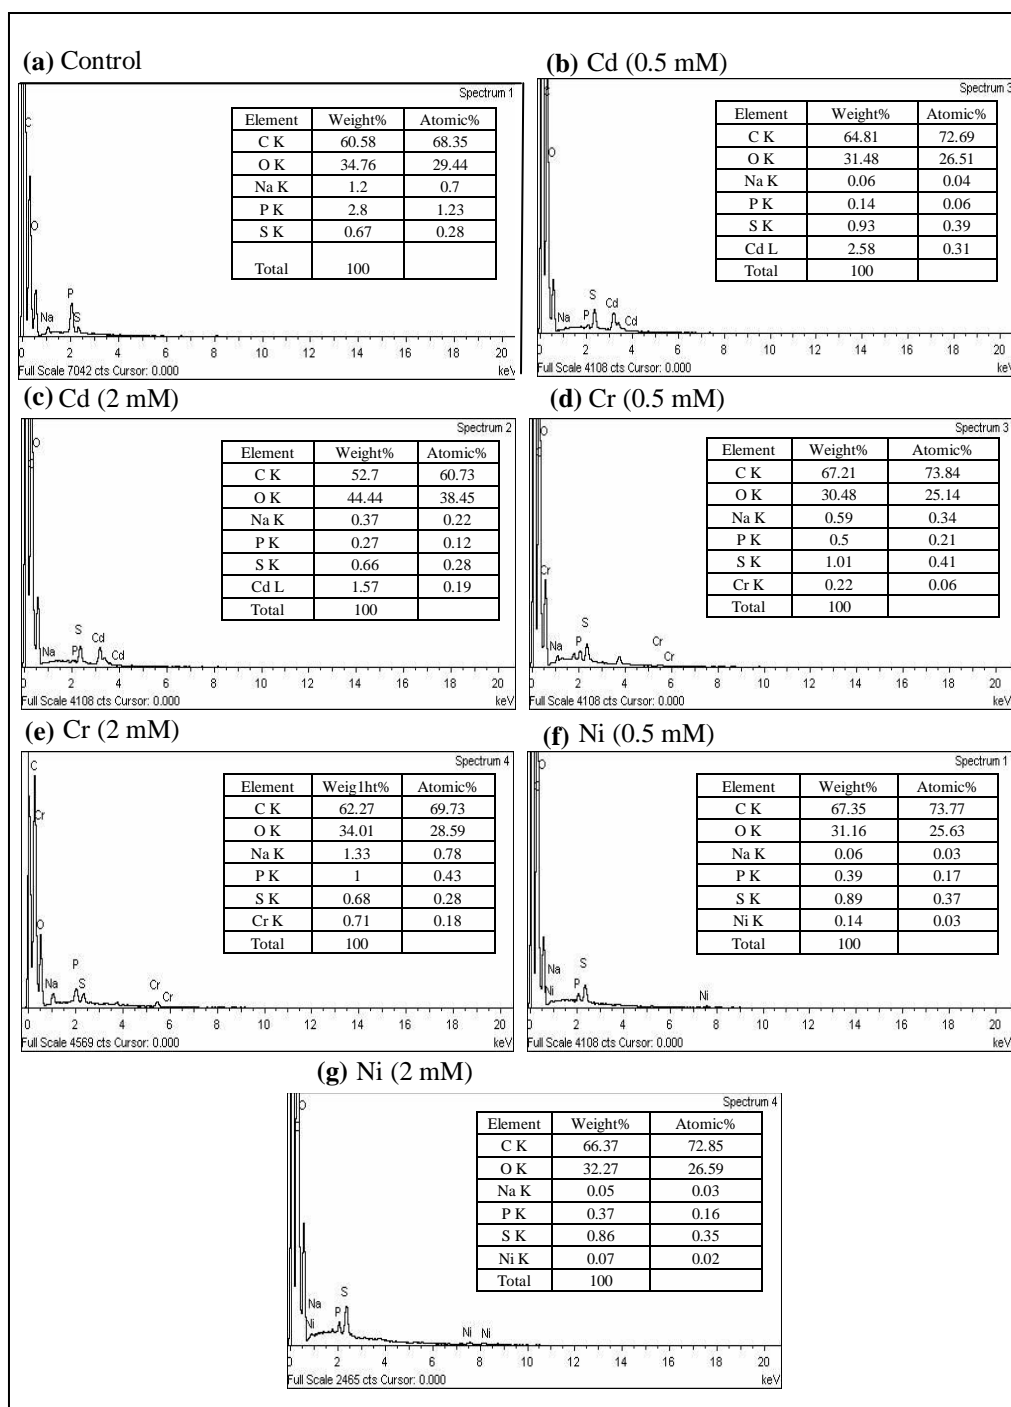 (a) Control
Spectrum 1
Element Weight% Atomic%
C K 60.58 68.35
O K 34.76 29.44
Na K 1.2 0.7
P K 2.8 1.23
S K 0.67 0.28
Total 100
C
O
Na
P
S
0 2 4 6 8 10 12 14 16 18 20
Full Scale 7042 cts Cursor: 0.000 keV
(b) Cd (0.5 mM)
Spectrum 3
Element Weight% Atomic%
C K 64.81 72.69
O K 31.48 26.51
Na K 0.06 0.04
P K 0.14 0.06
S K 0.93 0.39
Cd L 2.58 0.31
Total 100
O
Na
P
S
Cd
Cd
0 2 4 6 8 10 12 14 16 18 20
Full Scale 4108 cts Cursor: 0.000 keV
(c) Cd (2 mM)
Spectrum 2
Element Weight% Atomic%
C K 52.7 60.73
O K 44.44 38.45
Na K 0.37 0.22
P K 0.27 0.12
S K 0.66 0.28
Cd L 1.57 0.19
Total 100
O
Na
P
S
Cd
Cd
0 2 4 6 8 10 12 14 16 18 20
Full Scale 4108 cts Cursor: 0.000 keV
(d) Cr (0.5 mM)
Spectrum 3
Element Weight% Atomic%
C K 67.21 73.84
O K 30.48 25.14
Na K 0.59 0.34
P K 0.5 0.21
S K 1.01 0.41
Cr K 0.22 0.06
Total 100
O
Cr
Na
P
S
Cr
Cr
0 2 4 6 8 10 12 14 16 18 20
Full Scale 4108 cts Cursor: 0.000 keV
(e) Cr (2 mM)
Spectrum 4
Element Weig1ht% Atomic%
C K 62.27 69.73
O K 34.01 28.59
Na K 1.33 0.78
P K 1 0.43
S K 0.68 0.28
Cr K 0.71 0.18
Total 100
C
Cr
O
Na
P
S
Cr
Cr
0 2 4 6 8 10 12 14 16 18 20
Full Scale 4569 cts Cursor: 0.000 keV
(f) Ni (0.5 mM)
Spectrum 1
Element Weight% Atomic%
C K 67.35 73.77
O K 31.16 25.63
Na K 0.06 0.03
P K 0.39 0.17
S K 0.89 0.37
Ni K 0.14 0.03
Total 100
O
Na
Ni
P
S
Ni
0 2 4 6 8 10 12 14 16 18 20
Full Scale 4108 cts Cursor: 0.000 keV
(g) Ni (2 mM)
Spectrum 4
Element Weight% Atomic%
C K 66.37 72.85
O K 32.27 26.59
Na K 0.05 0.03
P K 0.37 0.16
S K 0.86 0.35
Ni K 0.07 0.02
Total 100
O
Na
Ni
P
S
Ni
Ni
0 2 4 6 8 10 12 14 16 18 20
Full Scale 2465 cts Cursor: 0.000 keV